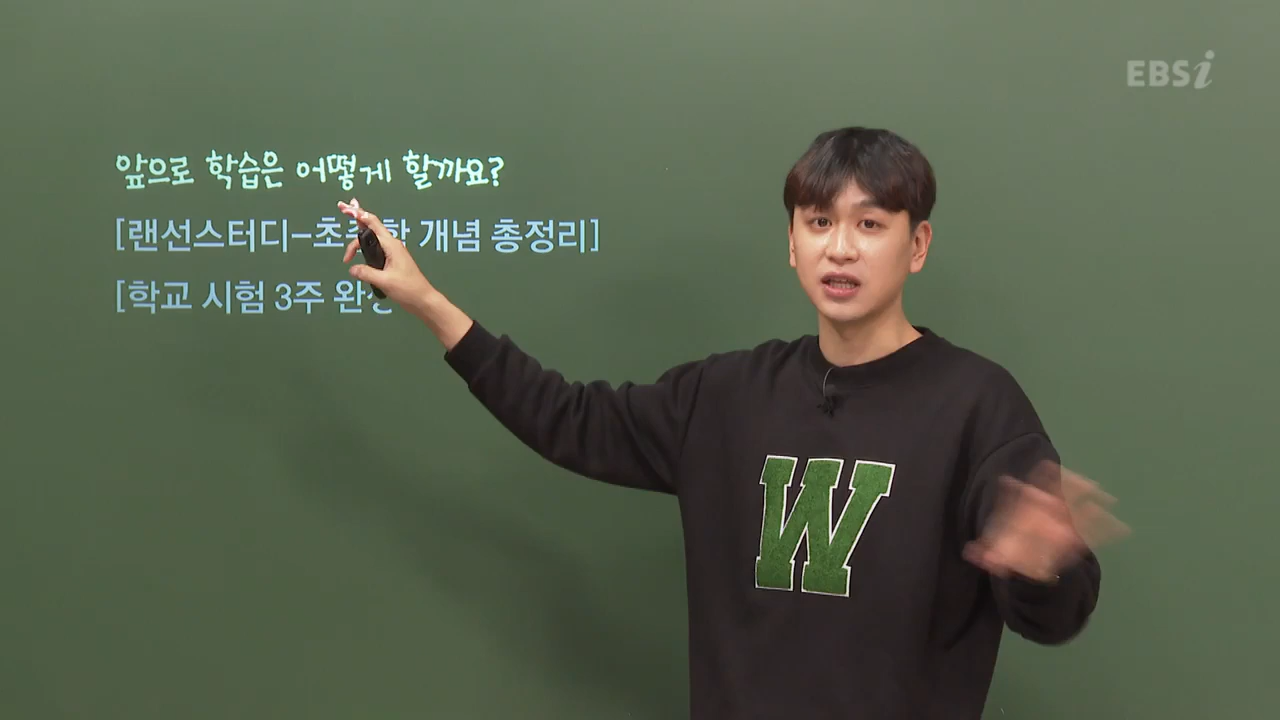 EBSi
앞으로 학습은 어떻게 할까요?
[랜선스터디-초 개념 총정리]
[학교 시험 3주
W